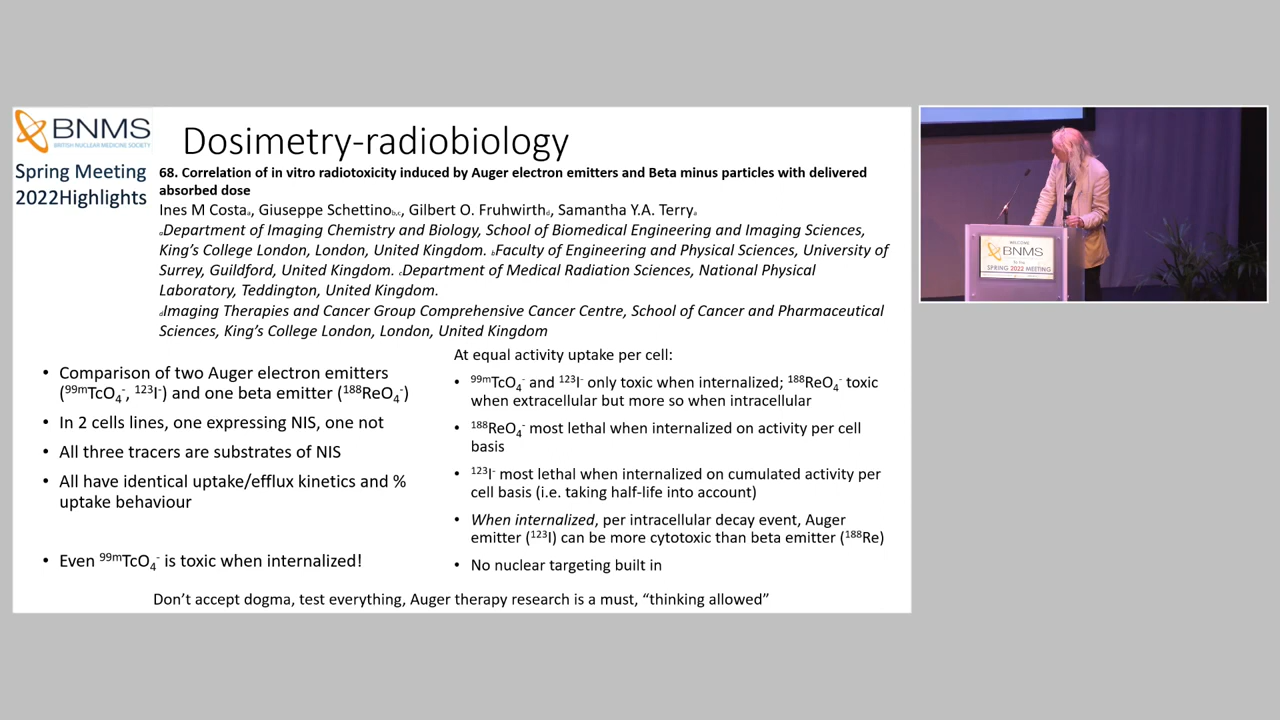 BNMS
BRITISH NUCLEAR MEDICINE SOCIETY
Spring Meeting
2022Highlights
Dosimetry-radiobiology
68. Correlation of in vitro radiotoxicity induced by Auger electron emitters and Beta minus particles with delivered
absorbed dose
Ines M Costaₐ, Giuseppe Schettino b,c, Gilbert O. Fruhwirth d, Samantha Y.A. Terry a
aDepartment of Imaging Chemistry and Biology, School of Biomedical Engineering and Imaging Sciences,
King's College London, London, United Kingdom. bFaculty of Engineering and Physical Sciences, University of
Surrey, Guildford, United Kingdom. cDepartment of Medical Radiation Sciences, National Physical
Laboratory, Teddington, United Kingdom.
dImaging Therapies and Cancer Group Comprehensive Cancer Centre, School of Cancer and Pharmaceutical
Sciences, King's College London, London, United Kingdom
• Comparison of two Auger electron emitters
(⁹⁹ᵐTcO₄⁻, ¹²³I⁻) and one beta emitter (¹⁸⁸ReO₄⁻)
• In 2 cells lines, one expressing NIS, one not
• All three tracers are substrates of NIS
• All have identical uptake/efflux kinetics and %
uptake behaviour
• Even ⁹⁹ᵐTcO₄⁻ is toxic when internalized!
At equal activity uptake per cell:
• ⁹⁹ᵐTcO₄⁻ and ¹²³I⁻ only toxic when internalized; ¹⁸⁸ReO₄⁻ toxic
when extracellular but more so when intracellular
• ¹⁸⁸ReO₄⁻ most lethal when internalized on activity per cell
basis
• ¹²³I⁻ most lethal when internalized on cumulated activity per
cell basis (i.e. taking half-life into account)
• When internalized, per intracellular decay event, Auger
emitter (¹²³I) can be more cytotoxic than beta emitter (¹⁸⁸Re)
• No nuclear targeting built in
Don't accept dogma, test everything, Auger therapy research is a must, "thinking allowed"
WELCOME
BNMS
SPRING 2022 MEETING